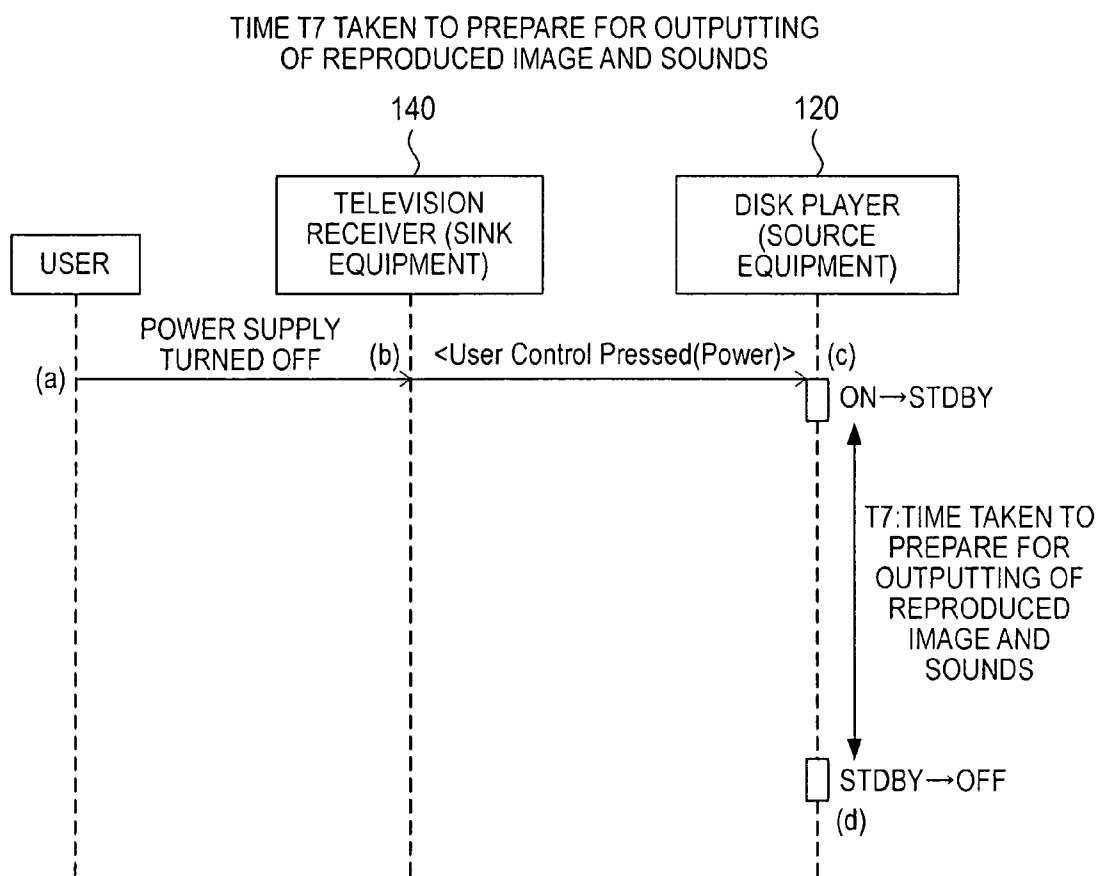 TIME T7 TAKEN TO PREPARE FOR OUTPUTTING
OF REPRODUCED IMAGE AND SOUNDS
140
120
TELEVISION
RECEIVER (SINK
EQUIPMENT)
DISK PLAYER
(SOURCE
EQUIPMENT)
USER
POWER SUPPLY
TURNED OFF
(a)
(b)
<User Control Pressed(Power)>
(c)
ON→STDBY
T7:TIME TAKEN TO
PREPARE FOR
OUTPUTTING OF
REPRODUCED
IMAGE AND
SOUNDS
STDBY→OFF
(d)